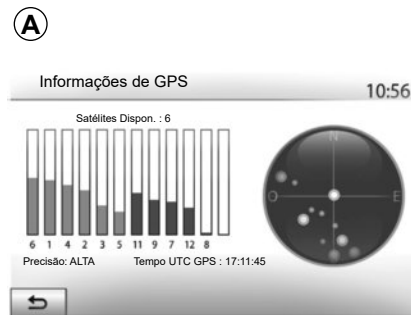 A
Informações de GPS 10:56
Satélites Dispon. : 6
N
O E
6 1 4 2 3 5 11 9 7 12 8
Precisão: ALTA Tempo UTC GPS : 17:11:45